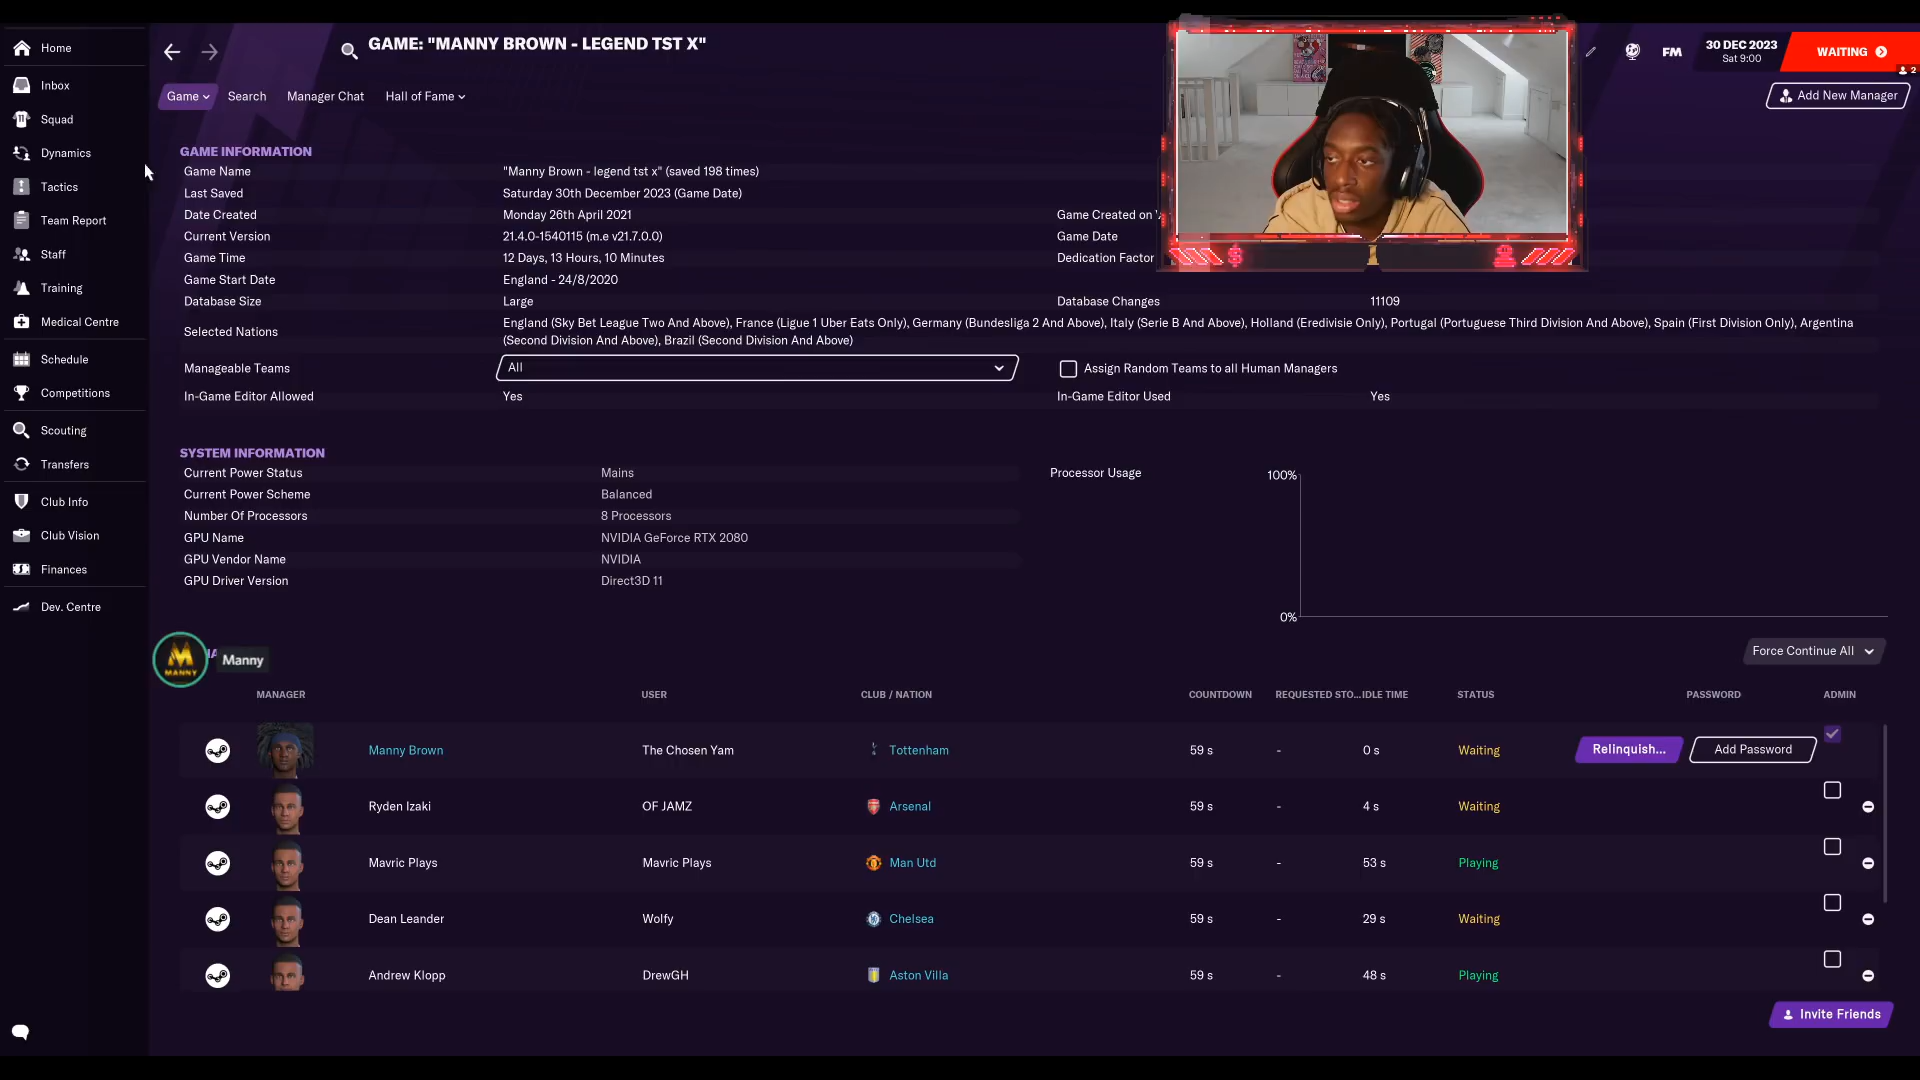 Home
Inbox
Squad
Dynamics
Tactics
Team Report
Staff
Training
Medical Centre
Schedule
Competitions
Scouting
Transfers
Club Info
Club Vision
Finances
Dev. Centre
GAME: "MANNY BROWN - LEGEND TST X"
FM
30 DEC 2023
Sat 9:00
WAITING
2
Game
Search
Manager Chat
Hall of Fame
Add New Manager
GAME INFORMATION
Game Name "Manny Brown - legend tst x" (saved 198 times)
Last Saved Saturday 30th December 2023 (Game Date)
Date Created Monday 26th April 2021 Game Created on
Current Version 21.4.0-1540115 (m.e v21.7.0.0) Game Date
Game Time 12 Days, 13 Hours, 10 Minutes Dedication Factor
Game Start Date England - 24/8/2020
Database Size Large Database Changes 11109
Selected Nations England (Sky Bet League Two And Above), France (Ligue 1 Uber Eats Only), Germany (Bundesliga 2 And Above), Italy (Serie B And Above), Holland (Eredivisie Only), Portugal (Portuguese Third Division And Above), Spain (First Division Only), Argentina
(Second Division And Above), Brazil (Second Division And Above)
Manageable Teams All Assign Random Teams to all Human Managers
In-Game Editor Allowed Yes In-Game Editor Used Yes
SYSTEM INFORMATION
Current Power Status Mains Processor Usage 100%
Current Power Scheme Balanced
Number Of Processors 8 Processors
GPU Name NVIDIA GeForce RTX 2080
GPU Vendor Name NVIDIA
GPU Driver Version Direct3D 11
0%
MANNY
Manny
Force Continue All
MANAGER USER CLUB / NATION COUNTDOWN REQUESTED STO... IDLE TIME STATUS PASSWORD ADMIN
Manny Brown The Chosen Yam Tottenham 59 s - 0 s Waiting Relinquish... Add Password
Ryden Izaki OF JAMZ Arsenal 59 s - 4 s Waiting
Mavric Plays Mavric Plays Man Utd 59 s - 53 s Playing
Dean Leander Wolfy Chelsea 59 s - 29 s Waiting
Andrew Klopp DrewGH Aston Villa 59 s - 48 s Playing
Invite Friends